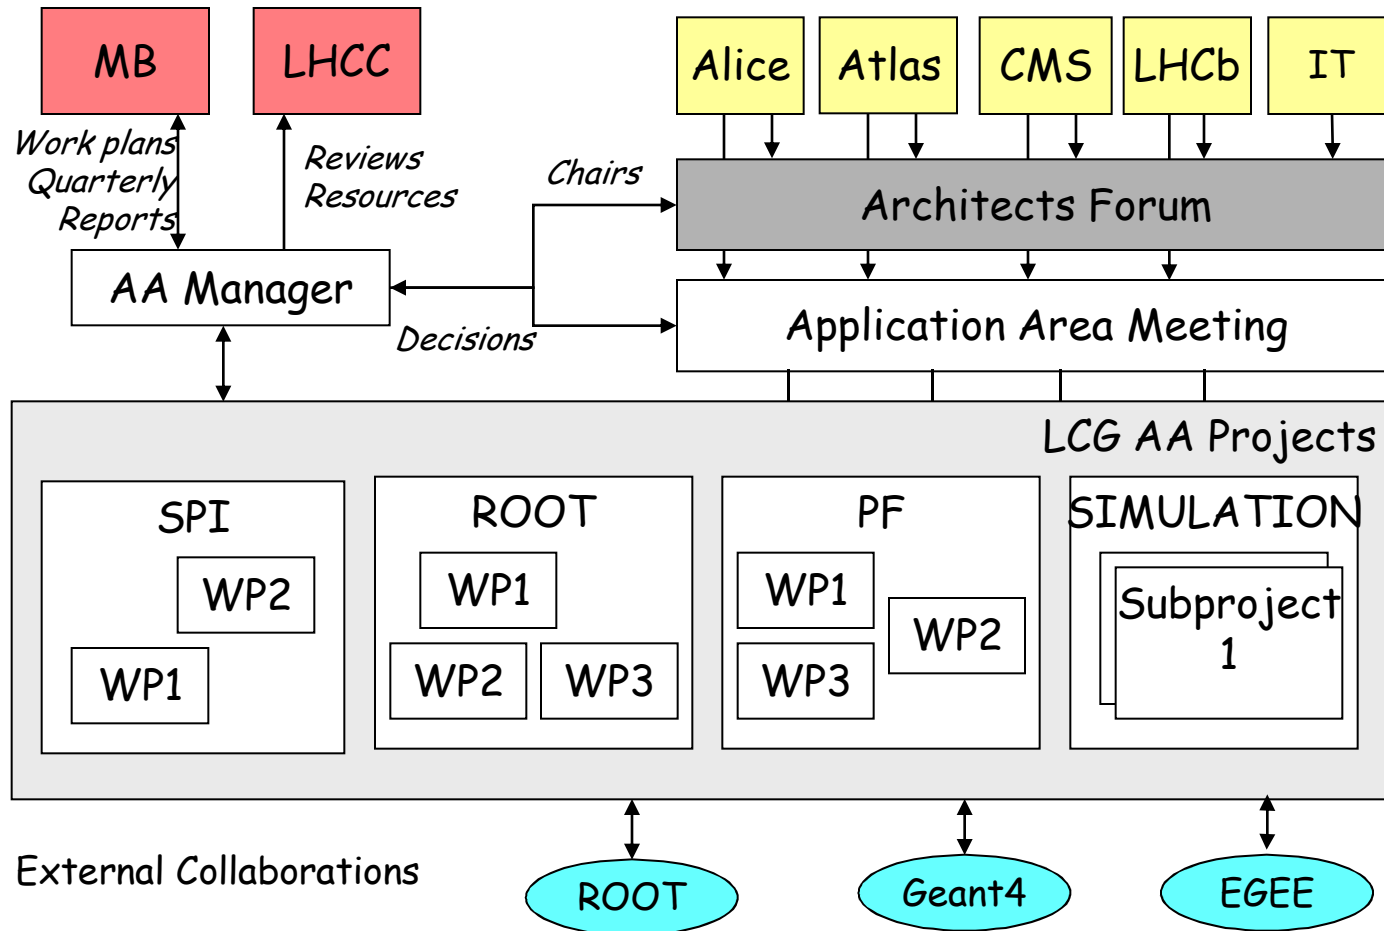 MB
LHCC
Alice
Atlas
CMS
LHCb
IT
Work plans
Quarterly
Reports
Reviews
Resources
Chairs
Architects Forum
AA Manager
Decisions
Application Area Meeting
LCG AA Projects
SPI
WP2
WP1
ROOT
WP1
WP2
WP3
PF
WP1
WP2
WP3
SIMULATION
Subproject
1
External Collaborations
ROOT
Geant4
EGEE